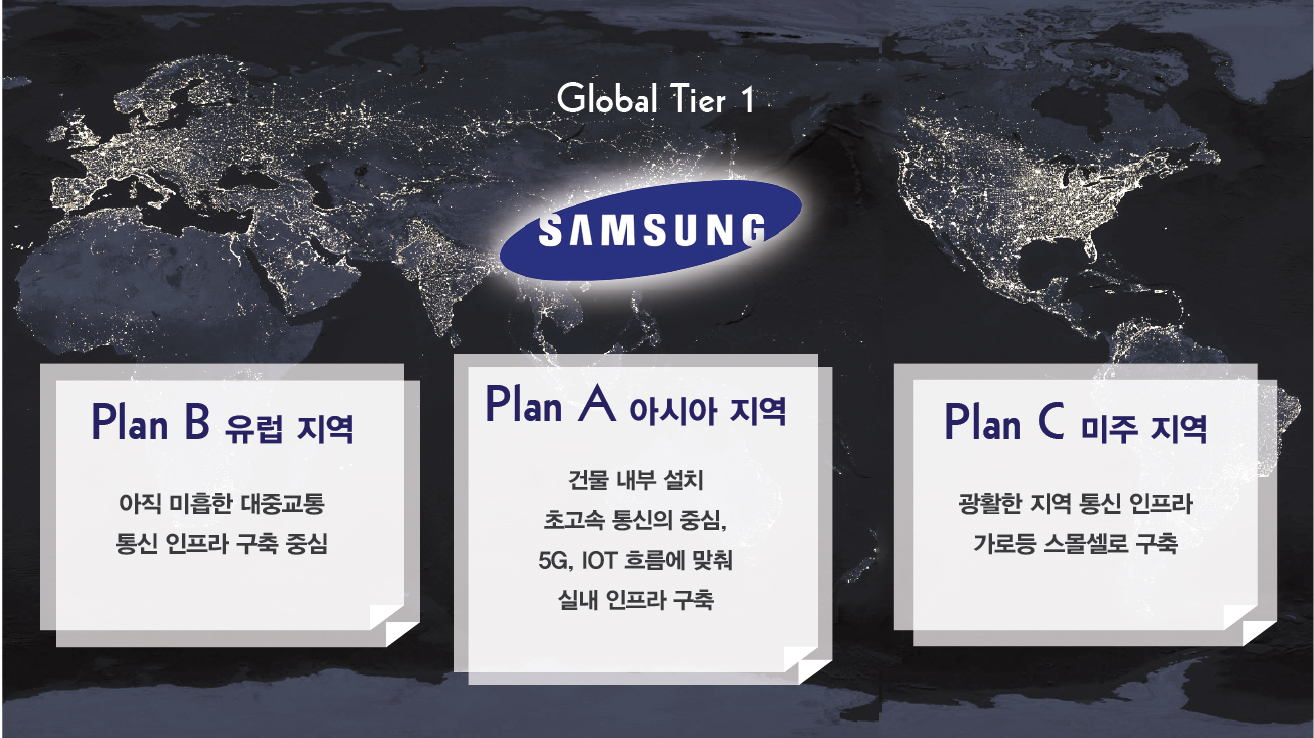 Global Tier 1
SAMSUNG
Plan B 유럽 지역
아직 미흡한 대중교통
통신 인프라 구축 중심
Plan A 아시아 지역
건물 내부 설치
초고속 통신의 중심,
5G, IOT 흐름에 맞춰
실내 인프라 구축
Plan C 미주 지역
광활한 지역 통신 인프라
가로등 스몰셀로 구축